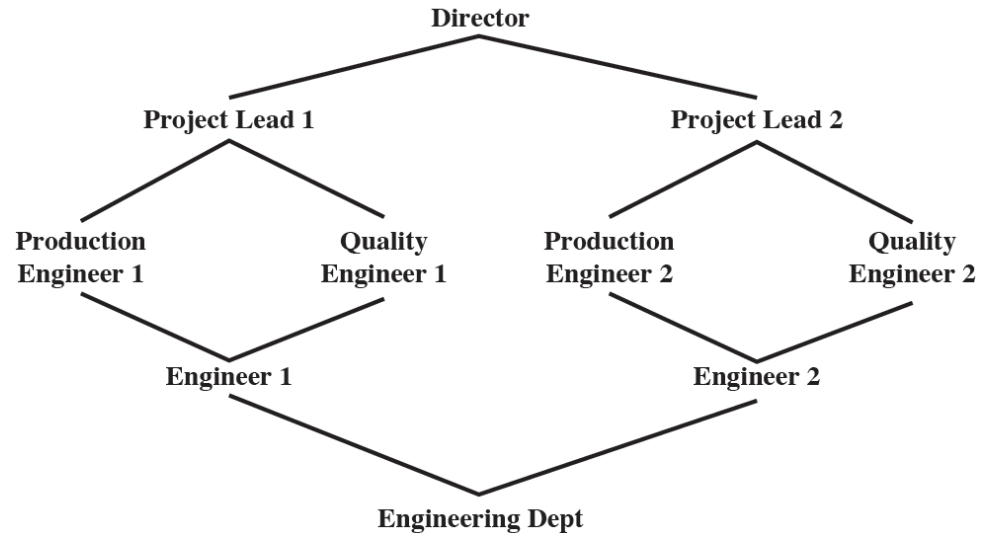 Director
Project Lead 1
Project Lead 2
Production
Engineer 1
Quality
Engineer 1
Production
Engineer 2
Quality
Engineer 2
Engineer 1
Engineer 2
Engineering Dept